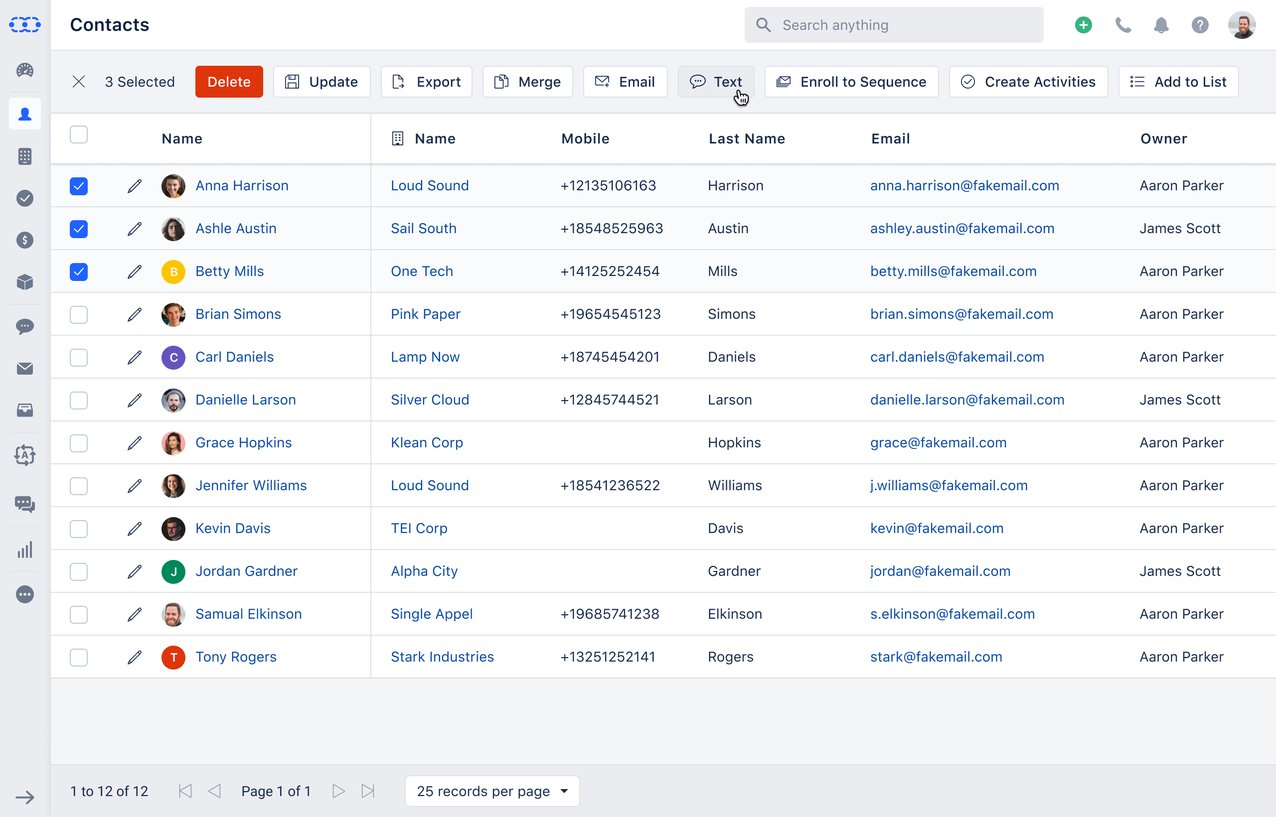 Contacts
Search anything
3 Selected Delete Update Export Merge Email Text Enroll to Sequence Create Activities Add to List
Name Name Mobile Last Name Email Owner
Anna Harrison Loud Sound +12135106163 Harrison anna.harrison@fakemail.com Aaron Parker
Ashle Austin Sail South +18548525963 Austin ashley.austin@fakemail.com James Scott
B Betty Mills One Tech +14125252454 Mills betty.mills@fakemail.com Aaron Parker
Brian Simons Pink Paper +19654545123 Simons brian.simons@fakemail.com Aaron Parker
C Carl Daniels Lamp Now +18745454201 Daniels carl.daniels@fakemail.com Aaron Parker
Danielle Larson Silver Cloud +12845744521 Larson danielle.larson@fakemail.com James Scott
Grace Hopkins Klean Corp Hopkins grace@fakemail.com Aaron Parker
Jennifer Williams Loud Sound +18541236522 Williams j.williams@fakemail.com Aaron Parker
Kevin Davis TEI Corp Davis kevin@fakemail.com Aaron Parker
J Jordan Gardner Alpha City Gardner jordan@fakemail.com James Scott
Samual Elkinson Single Appel +19685741238 Elkinson s.elkinson@fakemail.com Aaron Parker
T Tony Rogers Stark Industries +13251252141 Rogers stark@fakemail.com Aaron Parker
1 to 12 of 12 Page 1 of 1 25 records per page